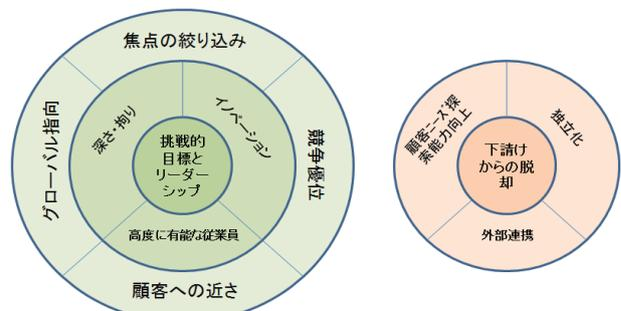 焦点の絞り込み
グローバル指向
深さ・拘り
イノベーション
競争優位
挑戦的
目標と
リーダー
シップ
高度に有能な従業員
顧客への近さ
顧客ニーズ探
索能力向上
独立化
下請け
からの脱
却
外部連携